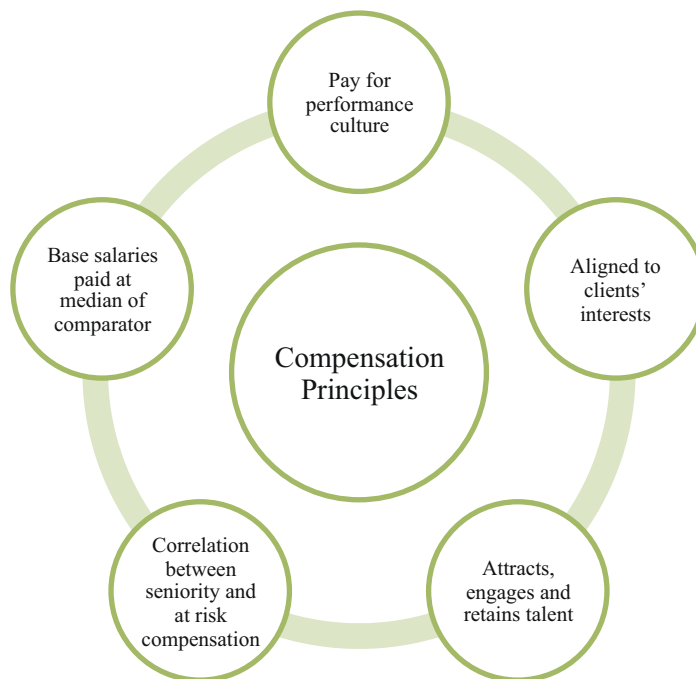 Pay for
performance
culture
Aligned to
clients’
interests
Attracts,
engages and
retains talent
Correlation
between
seniority and
at risk
compensation
Base salaries
paid at
median of
comparator
Compensation
Principles